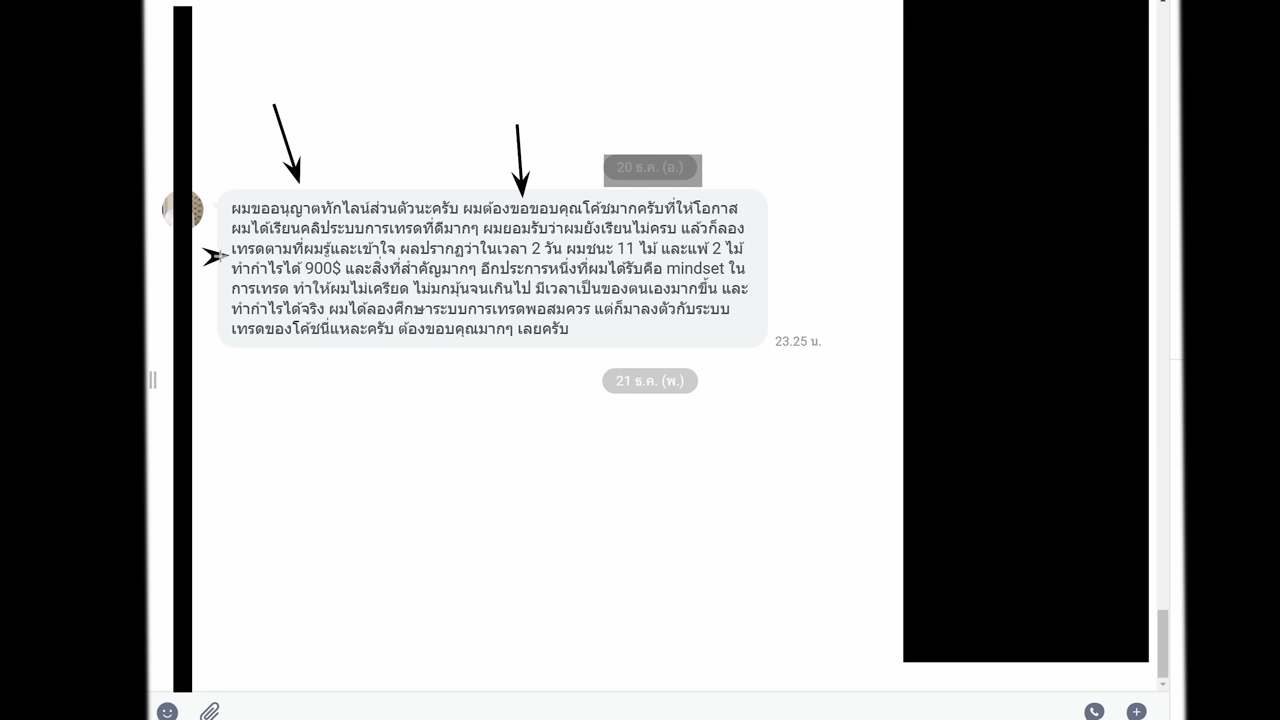 20 ธ.ค. (อ.)
ผมขออนุญาตทักไลน์ส่วนตัวนะครับ ผมต้องขอขอบคุณโค้ชมากครับที่ให้โอกาส
ผมได้เรียนคลิประบบการเทรดที่ดีมากๆ ผมยอมรับว่าผมยังเรียนไม่ครบ แล้วก็ลอง
เทรดตามที่ผมรู้และเข้าใจ ผลปรากฏว่าในเวลา 2 วัน ผมชนะ 11 ไม้ และแพ้ 2 ไม้
ทำกำไรได้ 900$ และสิ่งที่สำคัญมากๆ อีกประการหนึ่งที่ผมได้รับคือ mindset ใน
การเทรด ทำให้ผมไม่เครียด ไม่มกมุ้นจนเกินไป มีเวลาเป็นของตนเองมากขึ้น และ
ทำกำไรได้จริง ผมได้ลองศึกษาระบบการเทรดพอสมควร แต่ก็มาลงตัวกับระบบ
เทรดของโค้ชนี่แหละครับ ต้องขอบคุณมากๆ เลยครับ
23.25 น.
21 ธ.ค. (พ.)